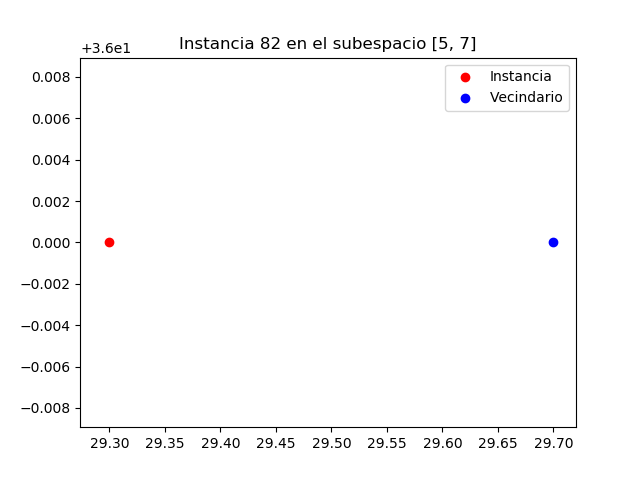 Instancia 82 en el subespacio [5, 7]
+3.6e1
Instancia
Vecindario
0.008
0.006
0.004
0.002
0.000
−0.002
−0.004
−0.006
−0.008
29.30 29.35 29.40 29.45 29.50 29.55 29.60 29.65 29.70